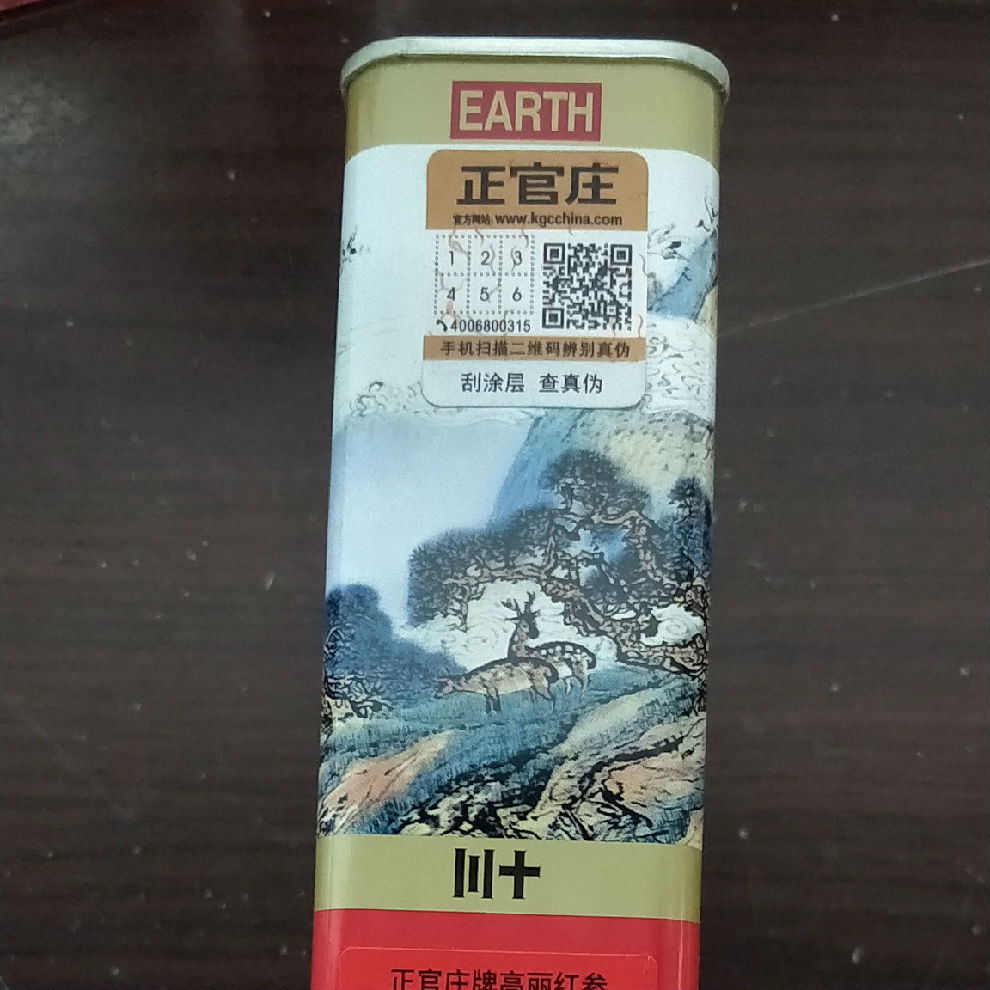 EARTH
正官庄
官方网站: www.kgcchina.com
1 2 3
4 5 6
4006800315
手机扫描二维码辨别真伪
刮涂层 查真伪
三十
正官庄牌高丽红参